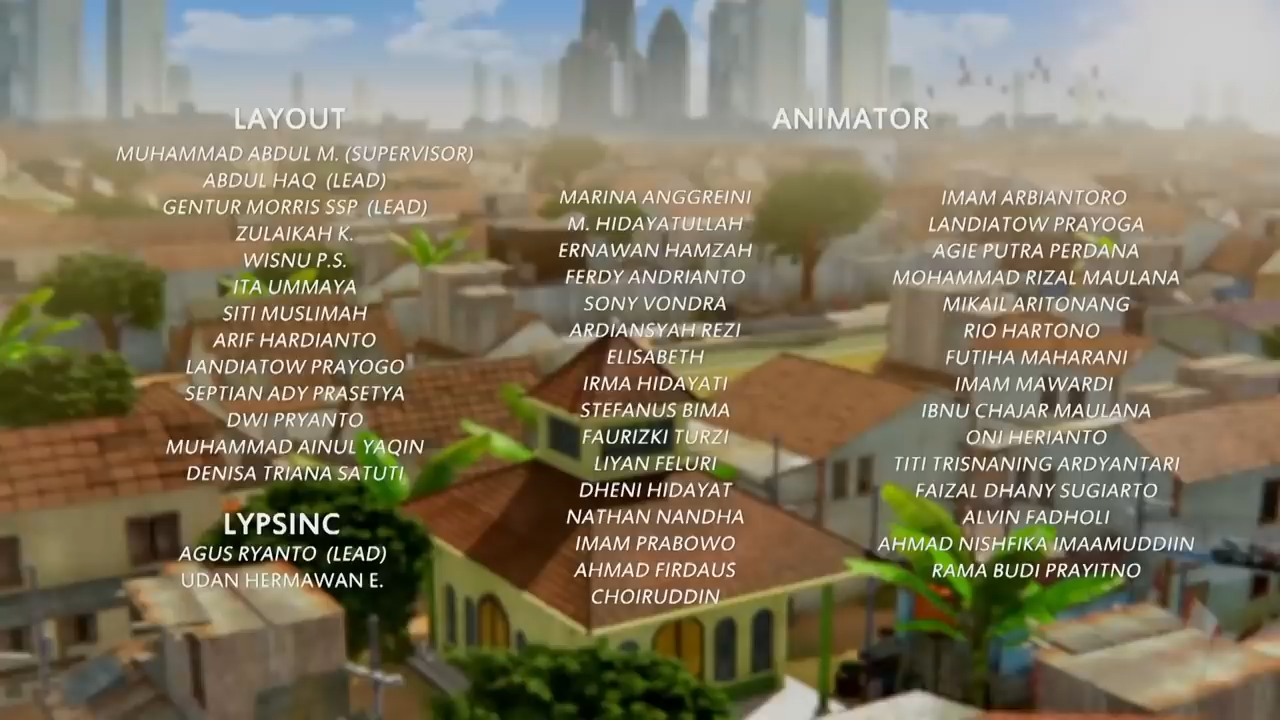 LAYOUT
MUHAMMAD ABDUL M. (SUPERVISOR)
ABDUL HAQ (LEAD)
GENTUR MORRIS SSP (LEAD)
ZULAIKAH K.
WISNU P.S.
ITA UMMAYA
SITI MUSLIMAH
ARIF HARDIANTO
LANDIATOW PRAYOGO
SEPTIAN ADY PRASETYA
DWI PRYANTO
MUHAMMAD AINUL YAQIN
DENISA TRIANA SATUTI
LYPSINC
AGUS RYANTO (LEAD)
UDAN HERMAWAN E.
ANIMATOR
MARINA ANGGREINI
M. HIDAYATULLAH
ERNAWAN HAMZAH
FERDY ANDRIANTO
SONY VONDRA
ARDIANSYAH REZI
ELISABETH
IRMA HIDAYATI
STEFANUS BIMA
FAURIZKI TURZI
LIYAN FELURI
DHENI HIDAYAT
NATHAN NANDHA
IMAM PRABOWO
AHMAD FIRDAUS
CHOIRUDDIN
IMAM ARBIANTORO
LANDIATOW PRAYOGA
AGIE PUTRA PERDANA
MOHAMMAD RIZAL MAULANA
MIKAIL ARITONANG
RIO HARTONO
FUTIHA MAHARANI
IMAM MAWARDI
IBNU CHAJAR MAULANA
ONI HERIANTO
TITI TRISNANING ARDYANTARI
FAIZAL DHANY SUGIARTO
ALVIN FADHOLI
AHMAD NISHFIKA IMAAMUDDIIN
RAMA BUDI PRAYITNO